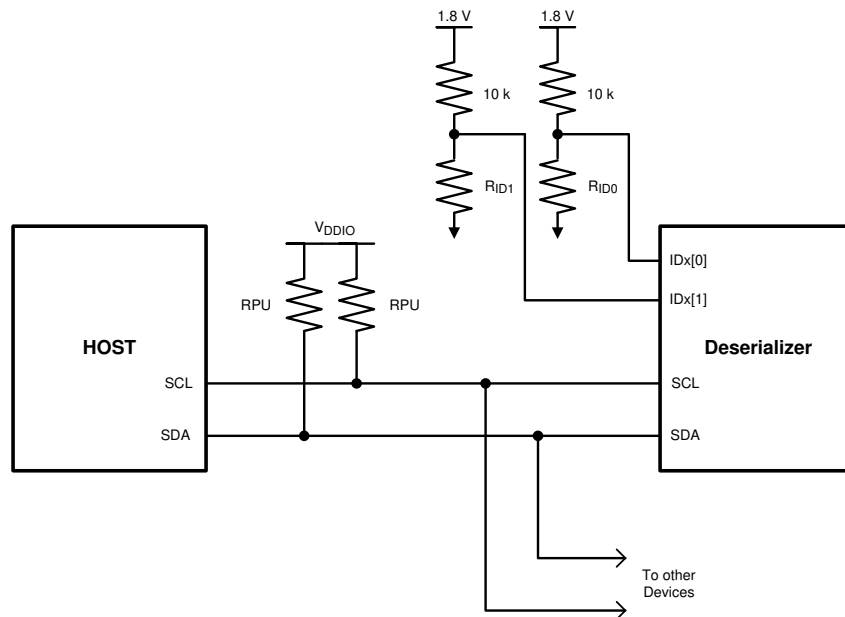 1.8 V
1.8 V
10 k
10 k
RID1
RID0
VDDIO
RPU
RPU
HOST
SCL
SDA
IDx[0]
IDx[1]
Deserializer
SCL
SDA
To other
Devices